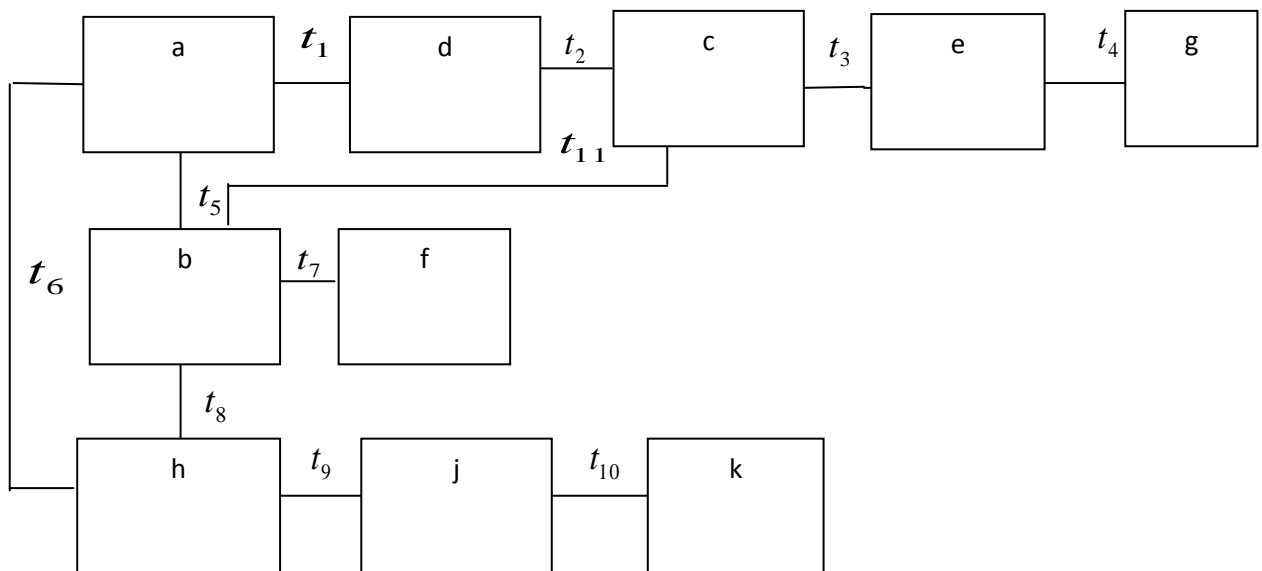 a t₁ d t₂ c t₃ e t₄ g
t₁₁
t₅
b t₇ f
t₆
t₈
h t₉ j t₁₀ k